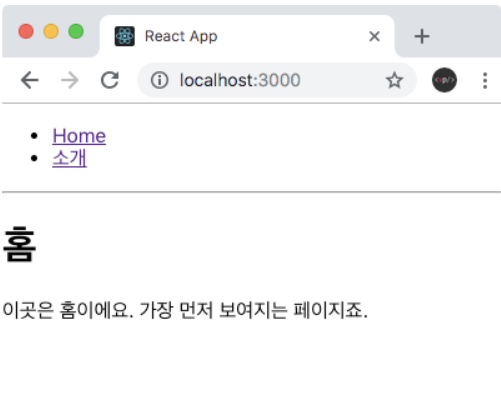 React App
localhost:3000
Home
소개
홈
이곳은 홈이에요. 가장 먼저 보여지는 페이지죠.